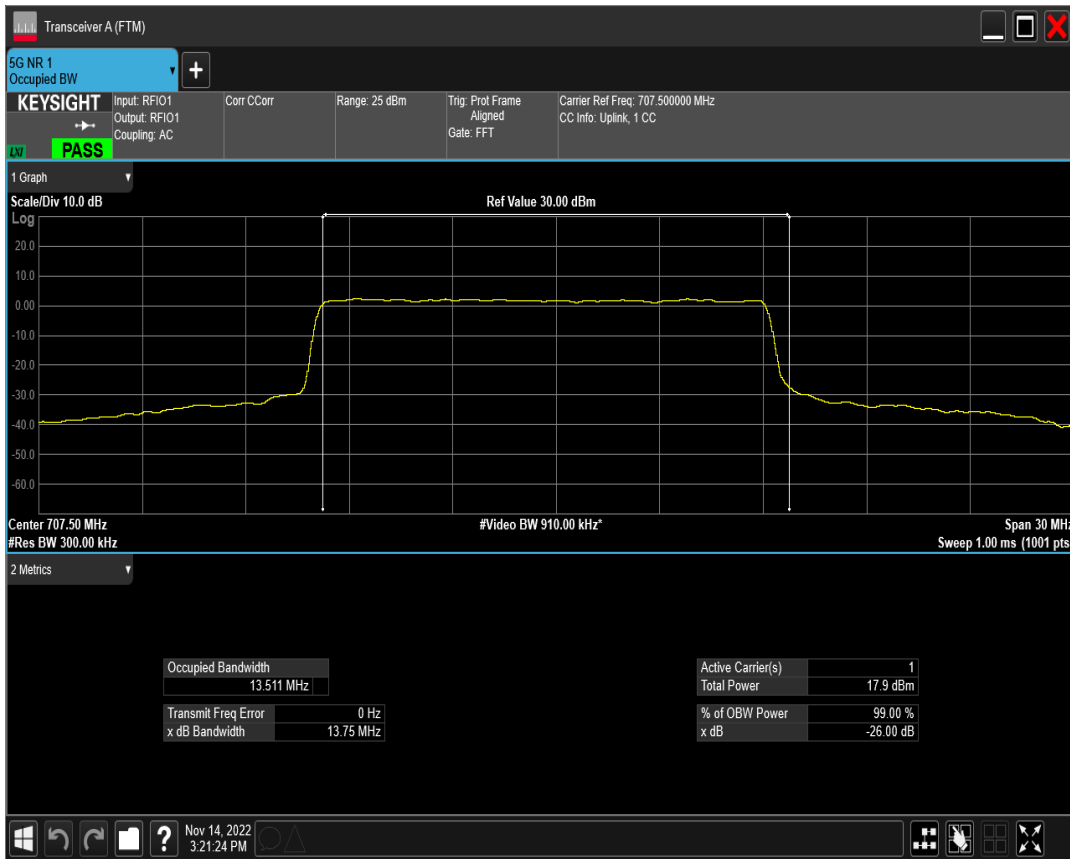 Transceiver A (FTM)
5G NR 1
Occupied BW
+
KEYSIGHT
LXI
PASS
Input: RFIO1
Output: RFIO1
Coupling: AC
Corr CCorr
Range: 25 dBm
Trig: Prot Frame
Aligned
Gate: FFT
Carrier Ref Freq: 707.500000 MHz
CC Info: Uplink, 1 CC
1 Graph
Scale/Div 10.0 dB
Ref Value 30.00 dBm
Log
20.0
10.0
0.00
-10.0
-20.0
-30.0
-40.0
-50.0
-60.0
Center 707.50 MHz
#Video BW 910.00 kHz*
Span 30 MHz
#Res BW 300.00 kHz
Sweep 1.00 ms (1001 pts
2 Metrics
Occupied Bandwidth
13.511 MHz
Transmit Freq Error 0 Hz
x dB Bandwidth 13.75 MHz
Active Carrier(s) 1
Total Power 17.9 dBm
% of OBW Power 99.00 %
x dB -26.00 dB
?
Nov 14, 2022
3:21:24 PM